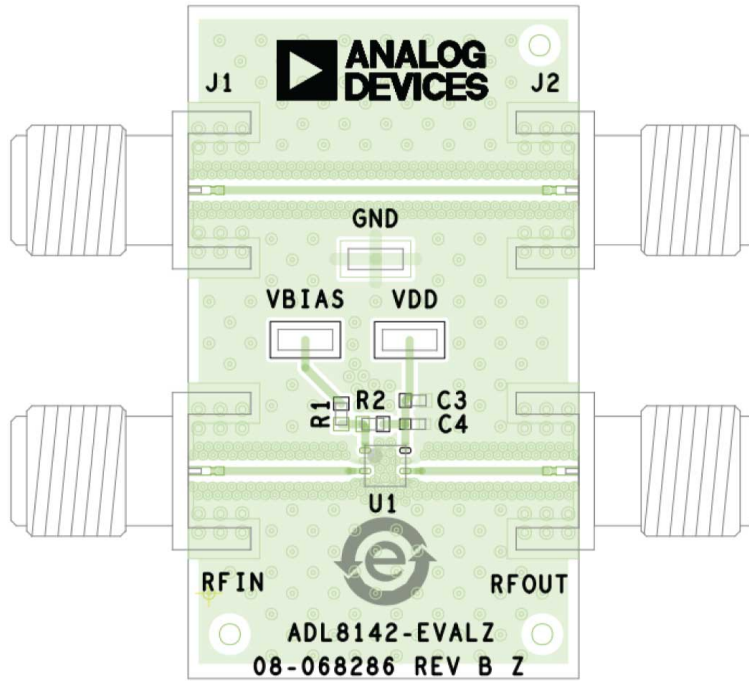 ANALOG
DEVICES
J1
J2
GND
VBIAS
VDD
R1
R2
C3
C4
U1
e
RFIN
RFOUT
ADL8142-EVALZ
08-068286 REV B Z